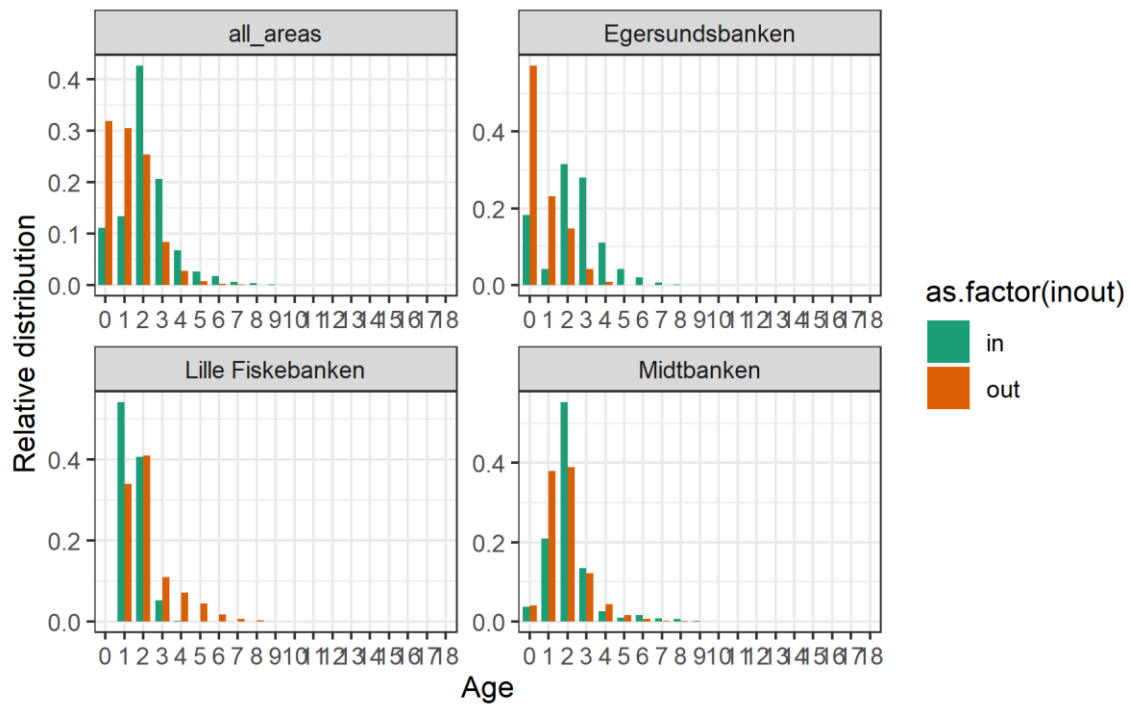 all_areas
Egersundsbanken
0.4
0.3
0.2
0.1
0.0
0.4
0.2
0.0
0 1 2 3 4 5 6 7 8 9 10 11 12 13 14 15 16 17 18
0 1 2 3 4 5 6 7 8 9 10 11 12 13 14 15 16 17 18
Lille Fiskebanken
Midtbanken
0.4
0.2
0.0
0.4
0.2
0.0
0 1 2 3 4 5 6 7 8 9 10 11 12 13 14 15 16 17 18
0 1 2 3 4 5 6 7 8 9 10 11 12 13 14 15 16 17 18
Relative distribution
Age
as.factor(inout)
in
out